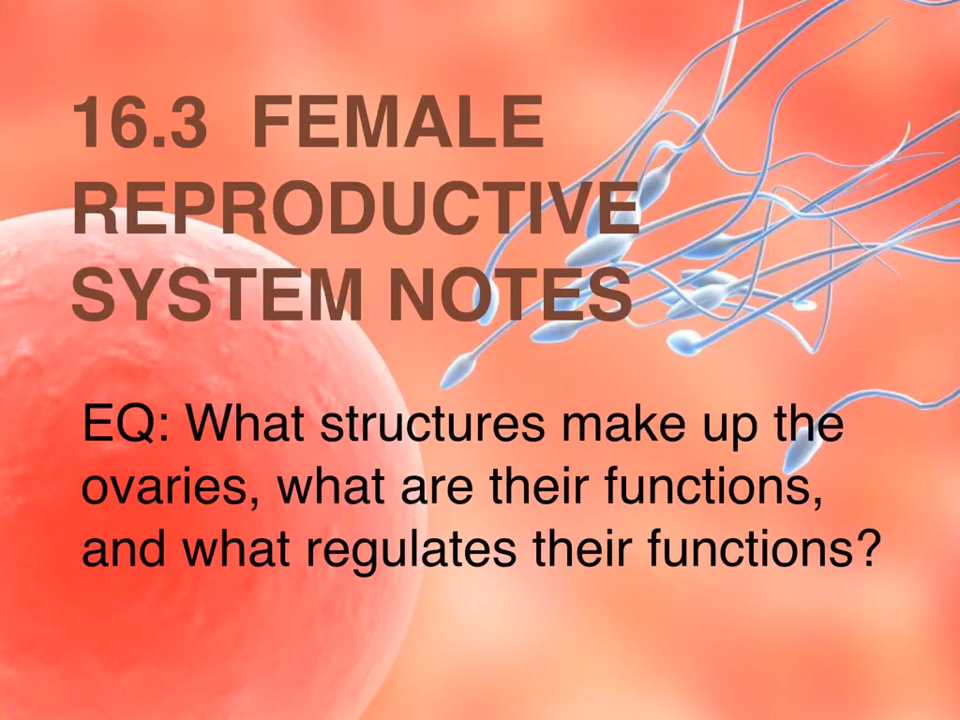 16.3  FEMALE
REPRODUCTIVE
SYSTEM NOTES
EQ: What structures make up the
ovaries, what are their functions,
and what regulates their functions?